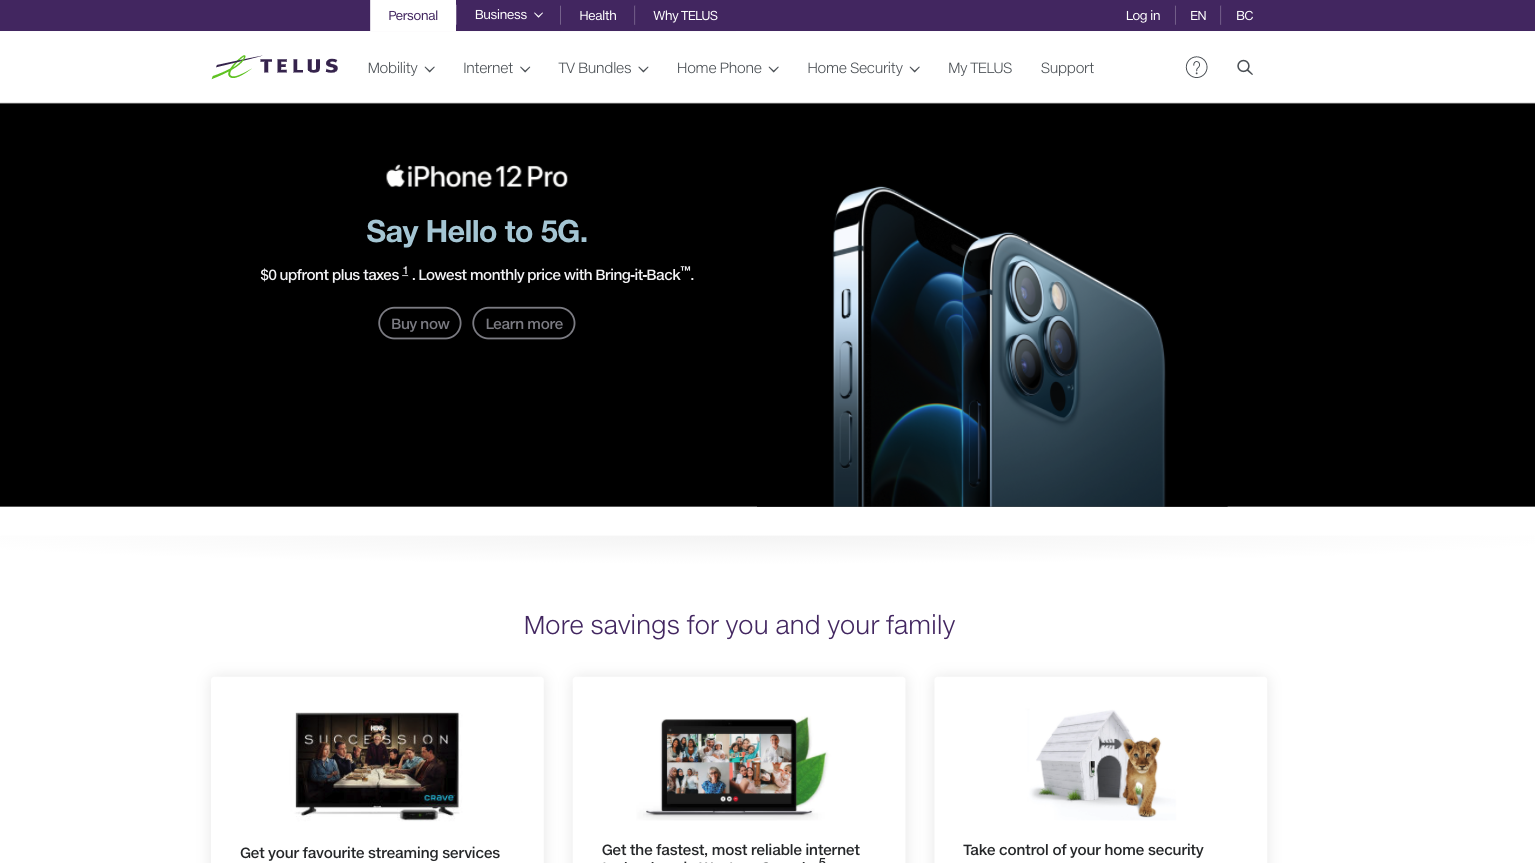 Personal Business Health Why TELUS Log in EN BC
TELUS Mobility Internet TV Bundles Home Phone Home Security My TELUS Support
iPhone 12 Pro
Say Hello to 5G.
$0 upfront plus taxes 1 . Lowest monthly price with Bring-it-Back™.
Buy now Learn more
More savings for you and your family
HBO
SUCCESSION
CRAVE
Get your favourite streaming services
Get the fastest, most reliable internet
5
Take control of your home security